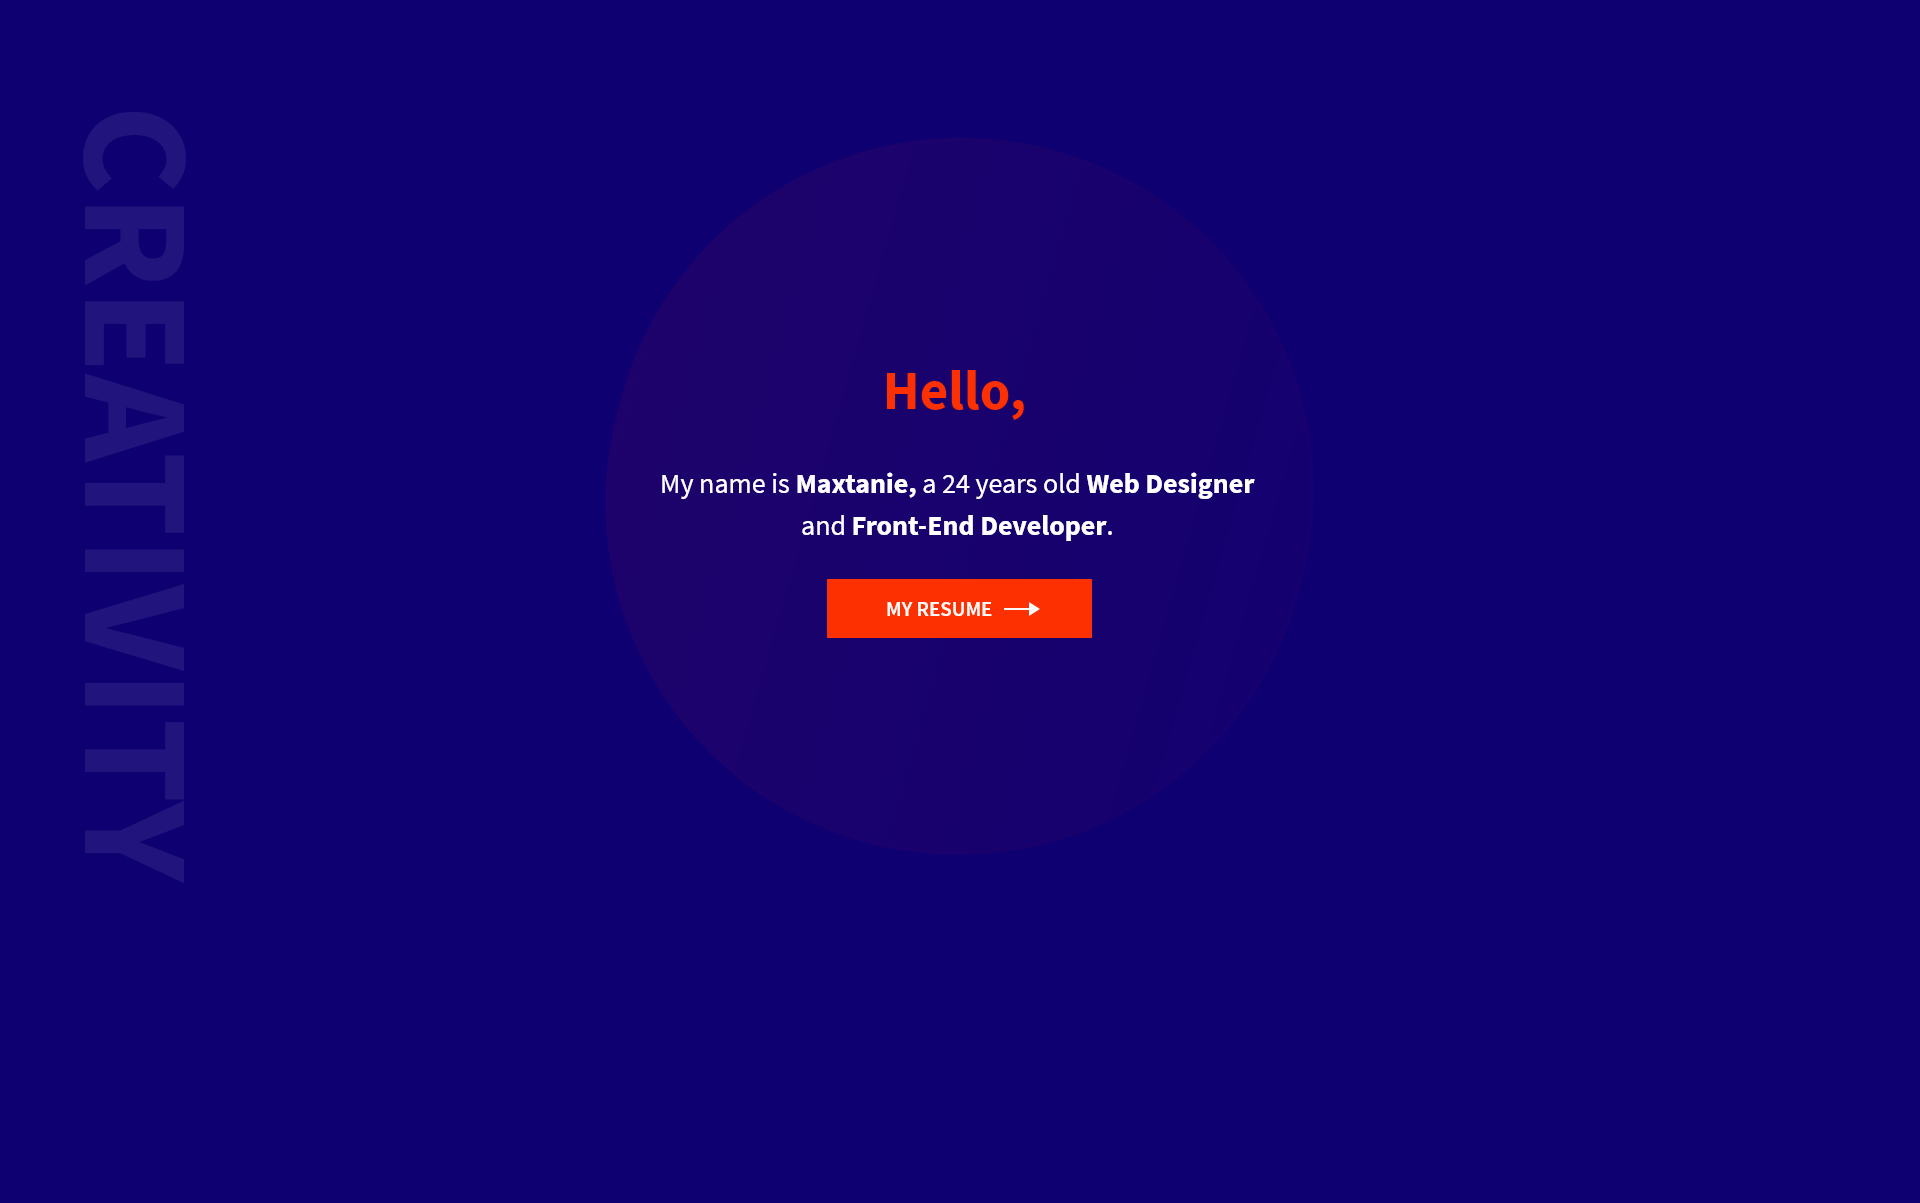 CREATIVITY
Hello,
My name is Maxtanie, a 24 years old Web Designer
and Front-End Developer.
MY RESUME